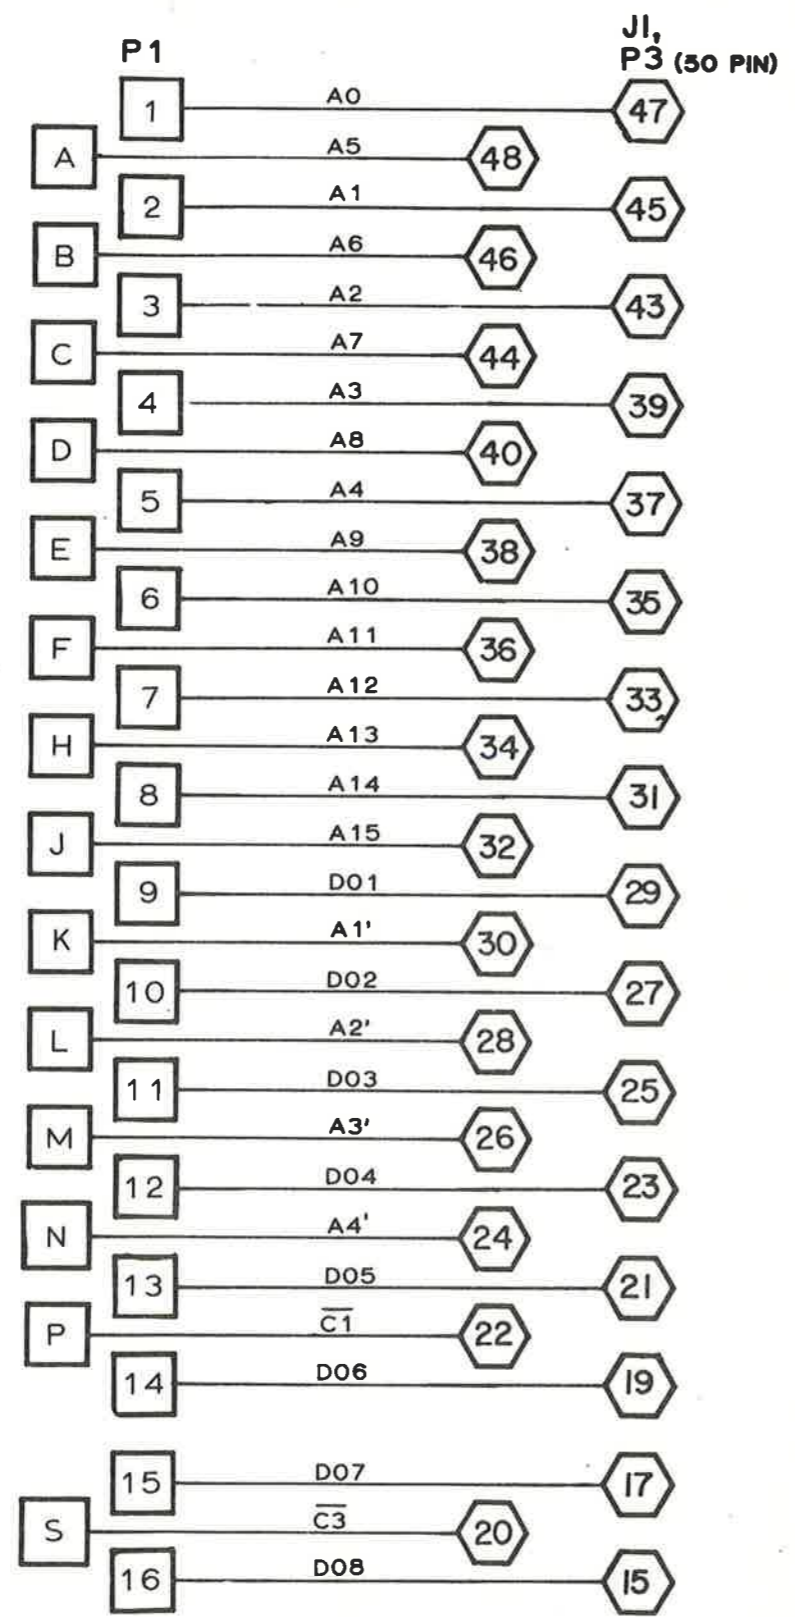 P1
J1,
P3 (50 PIN)
1 A0 47
A A5 48
2 A1 45
B A6 46
3 A2 43
C A7 44
4 A3 39
D A8 40
5 A4 37
E A9 38
6 A10 35
F A11 36
7 A12 33
H A13 34
8 A14 31
J A15 32
9 D01 29
K A1' 30
10 D02 27
L A2' 28
11 D03 25
M A3' 26
12 D04 23
N A4' 24
13 D05 21
P C̅1̅ 22
14 D06 19
15 D07 17
S C̅3̅ 20
16 D08 15